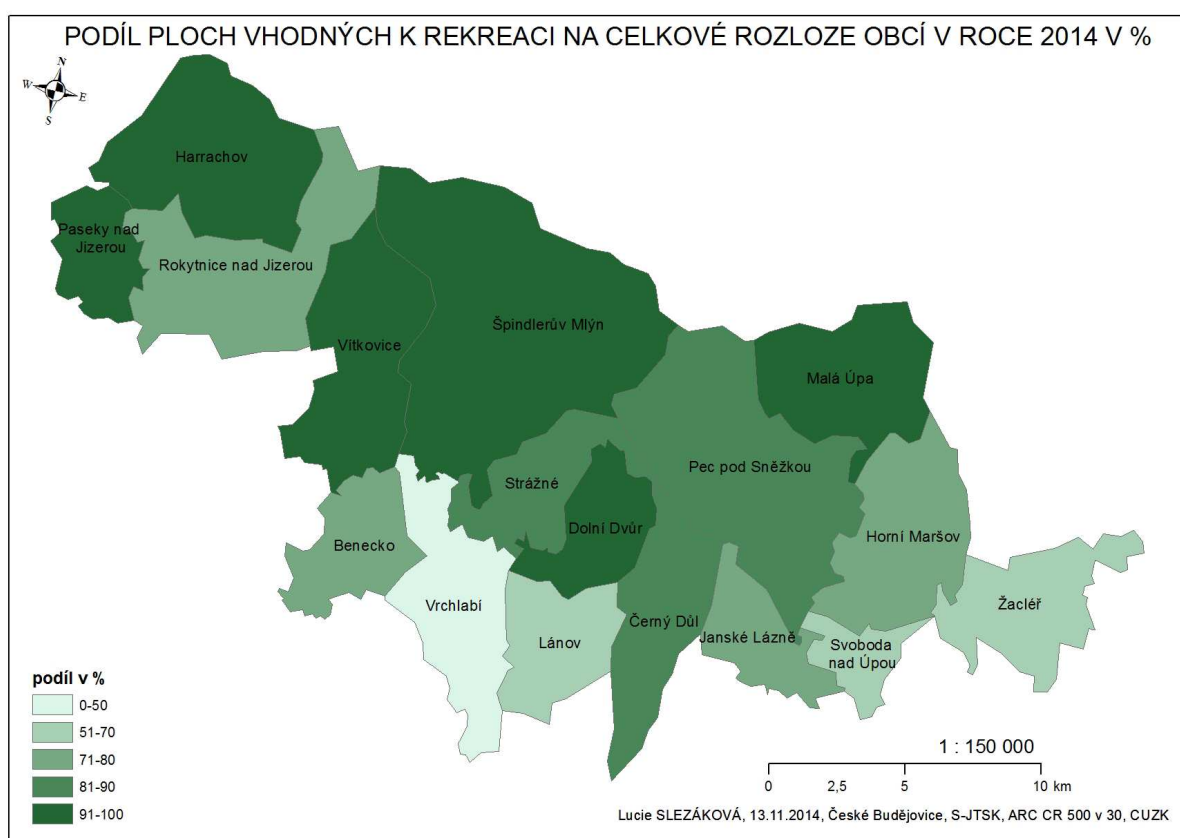 PODÍL PLOCH VHODNÝCH K REKREACI NA CELKOVÉ ROZLOZE OBCÍ V ROCE 2014 V %
N
W
E
S
Harrachov
Paseky nad
Jizerou
Rokytnice nad Jizerou
Špindlerův Mlýn
Vítkovice
Malá Úpa
Pec pod Sněžkou
Strážné
Dolní Dvůr
Horní Maršov
Benecko
Vrchlabí
Žacléř
Černý Důl
Lánov
Janské Lázně
Svoboda
nad Úpou
podíl v %
0-50
51-70
71-80
81-90
91-100
1 : 150 000
0 2,5 5 10 km
Lucie SLEZÁKOVÁ, 13.11.2014, České Budějovice, S-JTSK, ARC CR 500 v 30, CUZK